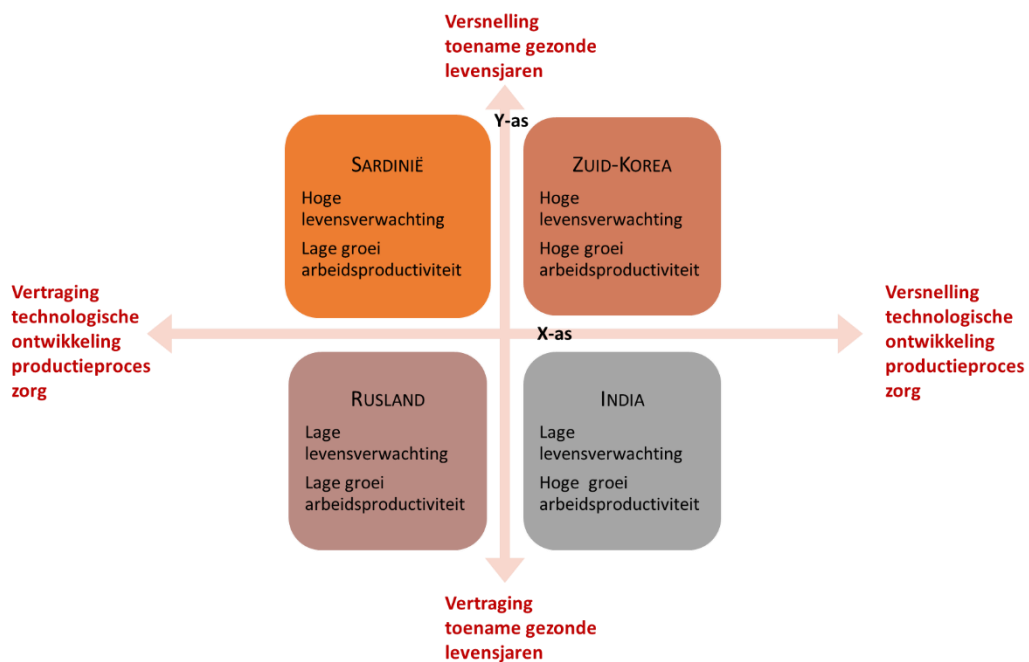 Versnelling
toename gezonde
levensjaren
Y-as
SARDINIË
Hoge
levensverwachting
Lage groei
arbeidsproductiviteit
ZUID-KOREA
Hoge
levensverwachting
Hoge groei
arbeidsproductiviteit
Vertraging
technologische
ontwikkeling
productieproces
zorg
X-as
Versnelling
technologische
ontwikkeling
productieproces
zorg
RUSLAND
Lage
levensverwachting
Lage groei
arbeidsproductiviteit
INDIA
Lage
levensverwachting
Hoge groei
arbeidsproductiviteit
Vertraging
toename gezonde
levensjaren